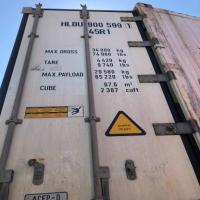 HLBU 900 599 1
45R1
MAX.GROSS 34 000 kg
74 960 lbs
TARE 4 420 kg
9 740 lbs
MAX.PAYLOAD 29 580 kg
65 220 lbs
CUBE 67.6 m³
2 387 cuft
ACEP-D